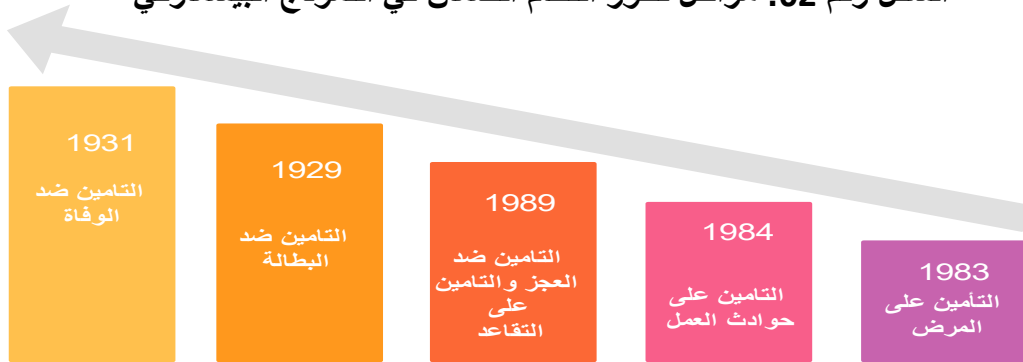 1983
التأمين على
المرض
1984
التامين على
حوادث العمل
1989
التامين ضد
العجز والتامين
على
التقاعد
1929
التامين ضد
البطالة
1931
التامين ضد
الوفاة